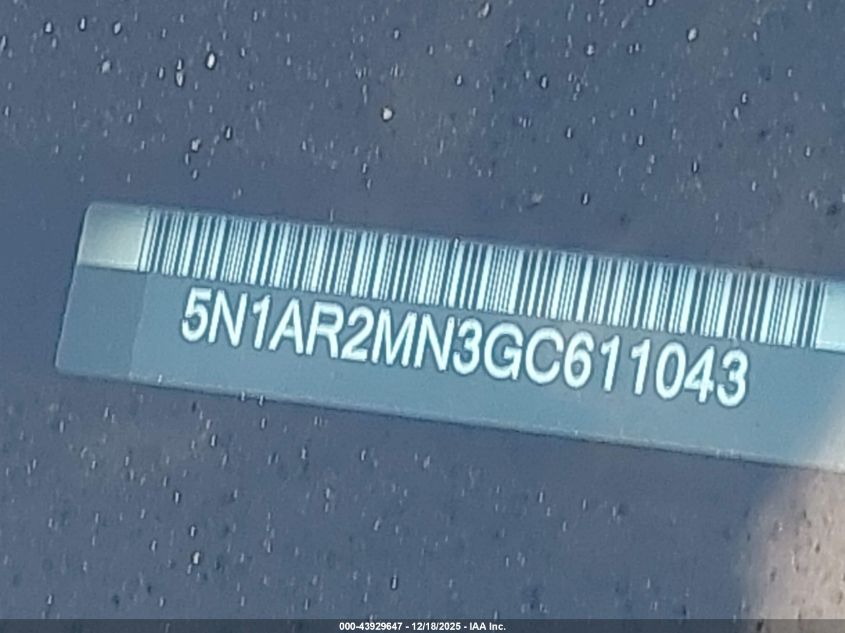 5N1AR2MN3GC611043
000-43929647 - 12/18/2025 - IAA Inc.